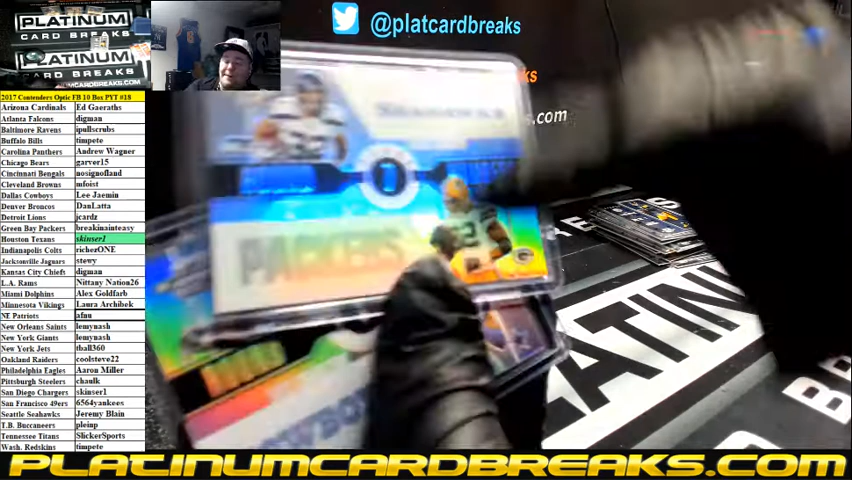 PLATINUM
CARD BREAKS
PLATINUM
CARD BREAKS
@platcardbreaks
ks
.com
2017 Contenders Optic FB 10 Box PYT #18
Arizona Cardinals Ed Gaeraths
Atlanta Falcons digman
Baltimore Ravens ipullscrubs
Buffalo Bills timpete
Carolina Panthers Andrew Wagner
Chicago Bears garver15
Cincinnati Bengals nosignofland
Cleveland Browns mfoist
Dallas Cowboys Lee Jaemin
Denver Broncos DanLatta
Detroit Lions jcardz
Green Bay Packers breakinainteasy
Houston Texans skinser1
Indianapolis Colts richerONE
Jacksonville Jaguars stewy
Kansas City Chiefs digman
L.A. Rams Nittany Nation26
Miami Dolphins Alex Goldfarb
Minnesota Vikings Laura Archibek
NE Patriots afnu
New Orleans Saints lemynash
New York Giants lemynash
New York Jets tball360
Oakland Raiders coolsteve22
Philadelphia Eagles Aaron Miller
Pittsburgh Steelers chaulk
San Diego Chargers skinser1
San Francisco 49ers 6564yankees
Seattle Seahawks Jeremy Blain
T.B. Buccaneers pleinp
Tennessee Titans SlickerSports
Wash. Redskins timpete
PACKERS
COWBOYS
LATINU
BR
PLATINUMCARDBREAKS.COM